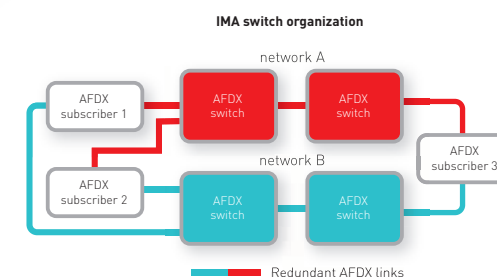 IMA switch organization
network A
AFDX
subscriber 1
AFDX
switch
AFDX
switch
AFDX
subscriber 3
network B
AFDX
subscriber 2
AFDX
switch
AFDX
switch
Redundant AFDX links